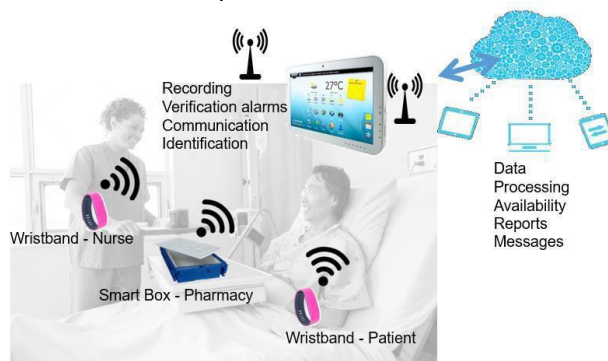 Recording
Verification alarms
Communication
Identification
27°C
Data
Processing
Availability
Reports
Messages
Wristband - Nurse
Smart Box - Pharmacy
Wristband - Patient